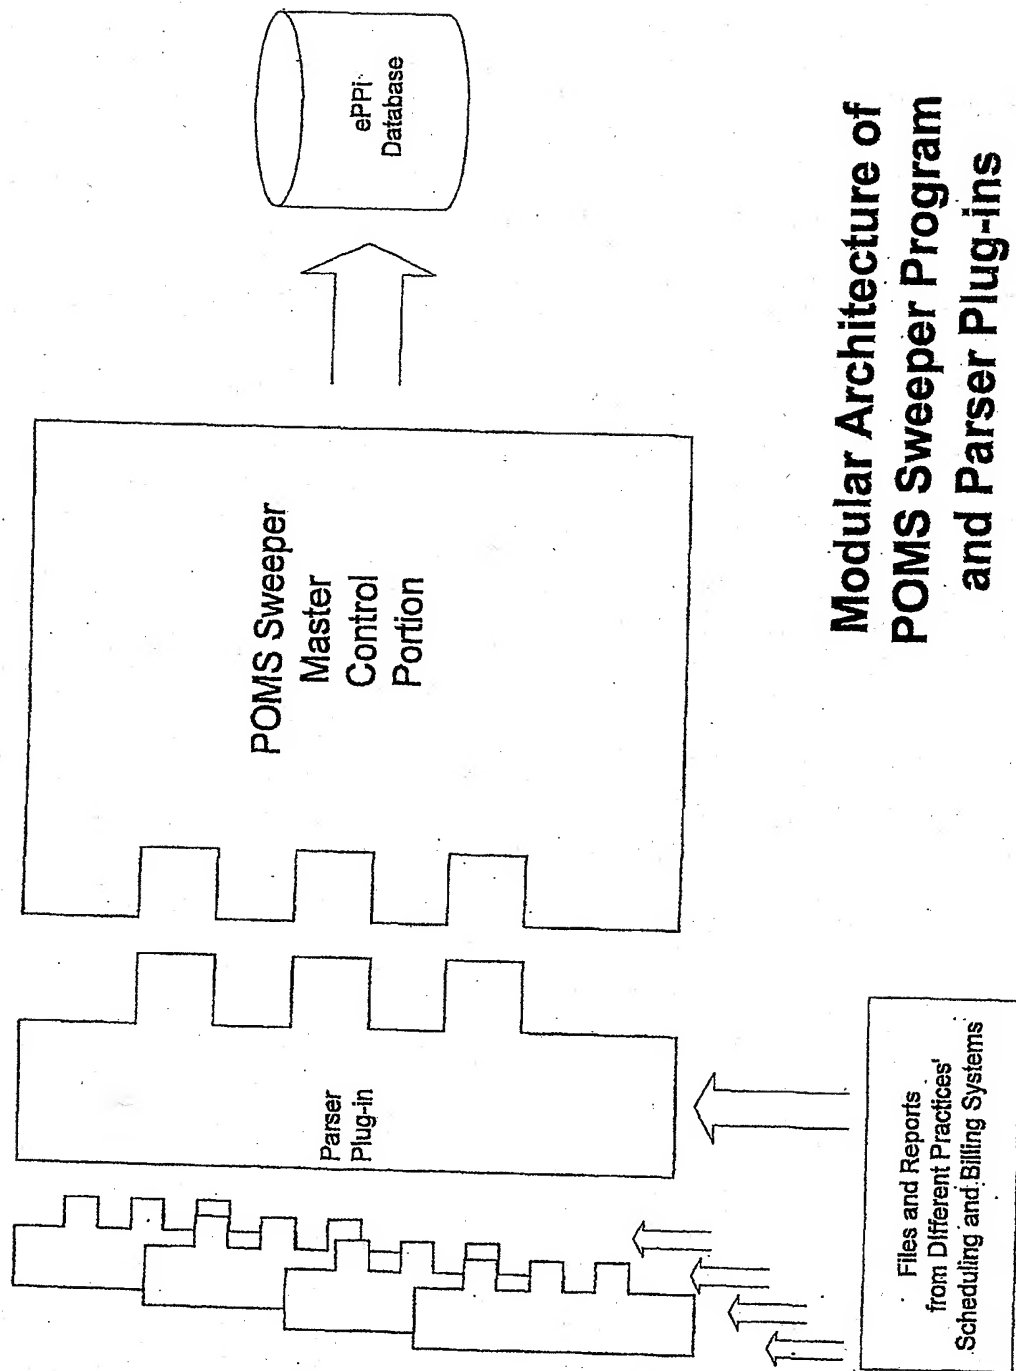 ePPi
Database
POMS Sweeper
Master
Control
Portion
Parser
Plug-in
Files and Reports
from Different Practices'
Scheduling and Billing Systems
Modular Architecture of
POMS Sweeper Program
and Parser Plug-ins